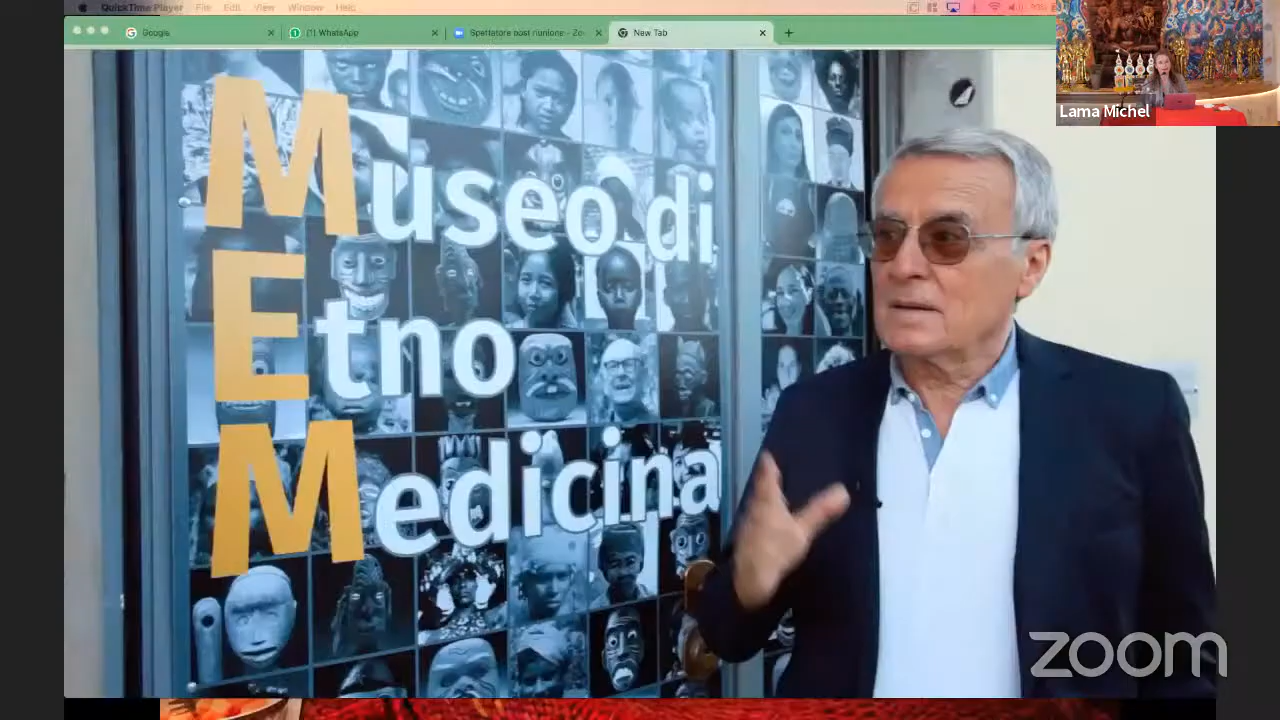 QuickTime Player File Edit View Window Help
Google
(1) WhatsApp
Spettatore post riunione - Zo
New Tab
Lama Michel
Museo di
Etno
Medicina
zoom